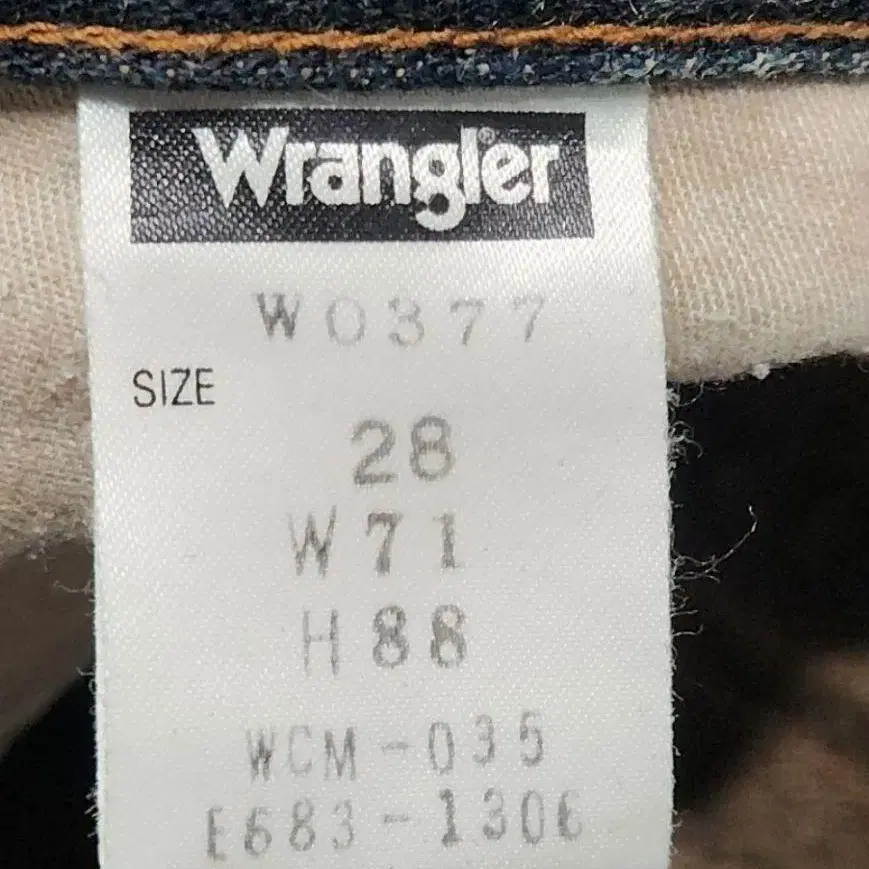 Wrangler®
W0377
SIZE
28
W71
H88
WCM-035
E683-1306